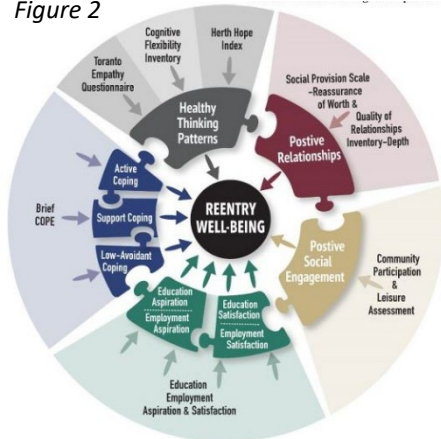 Figure 2
Cognitive
Flexibility
Inventory
Herth Hope
Index
Toranto
Empathy
Questionnaire
Healthy
Thinking
Patterns
Social Provision Scale
-Reassurance
of Worth &
Quality of
Relationships
Inventory-Depth
Postive
Relationships
Active
Coping
Brief
COPE
Support Coping
Low-Avoidant
Coping
REENTRY
WELL-BEING
Postive
Social
Engagement
Community
Participation
&
Leisure
Assessment
Education
Aspiration
Employment
Aspiration
Education
Satisfaction
Employment
Satisfaction
Education
Employment
Aspiration & Satisfaction